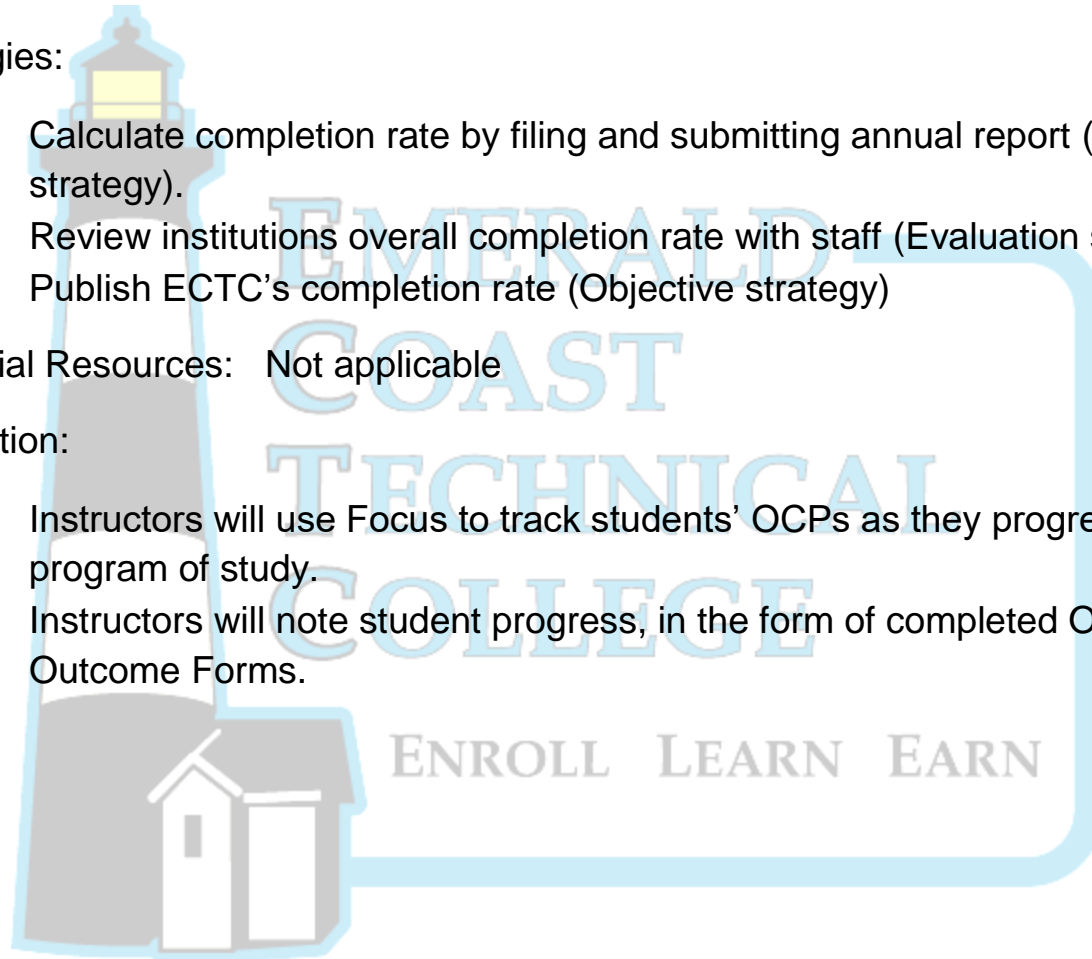 gies:
Calculate completion rate by filing and submitting annual report (
strategy).
Review institutions overall completion rate with staff (Evaluation s
Publish ECTC’s completion rate (Objective strategy)
ial Resources: Not applicable
tion:
Instructors will use Focus to track students’ OCPs as they progre
program of study.
Instructors will note student progress, in the form of completed O
Outcome Forms.
EMERALD
COAST
TECHNICAL
COLLEGE
ENROLL LEARN EARN